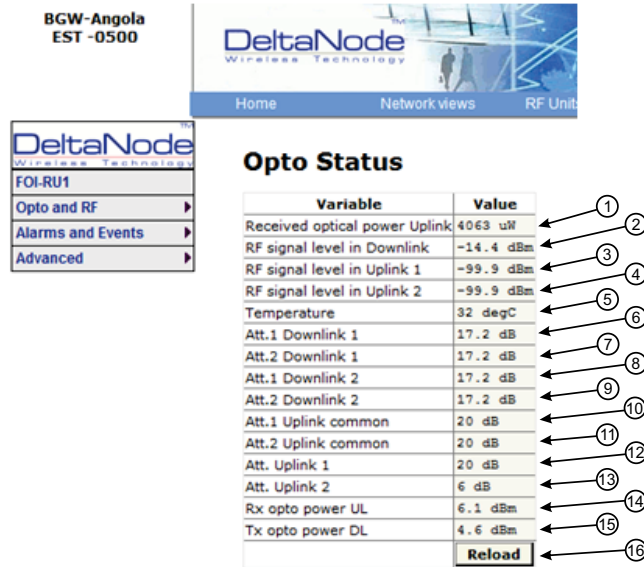 BGW-Angola
EST -0500
DeltaNode TM
Wireless Technology
Home Network views RF Units
DeltaNode TM
Wireless Technology
FOI-RU1
Opto and RF
Alarms and Events
Advanced
Opto Status
Variable Value
Received optical power Uplink 4063 uW 1
RF signal level in Downlink -14.4 dBm 2
RF signal level in Uplink 1 -99.9 dBm 3
RF signal level in Uplink 2 -99.9 dBm 4
Temperature 32 degC 5
Att.1 Downlink 1 17.2 dB 6
Att.2 Downlink 1 17.2 dB 7
Att.1 Downlink 2 17.2 dB 8
Att.2 Downlink 2 17.2 dB 9
Att.1 Uplink common 20 dB 10
Att.2 Uplink common 20 dB 11
Att. Uplink 1 20 dB 12
Att. Uplink 2 6 dB 13
Rx opto power UL 6.1 dBm 14
Tx opto power DL 4.6 dBm 15
Reload 16